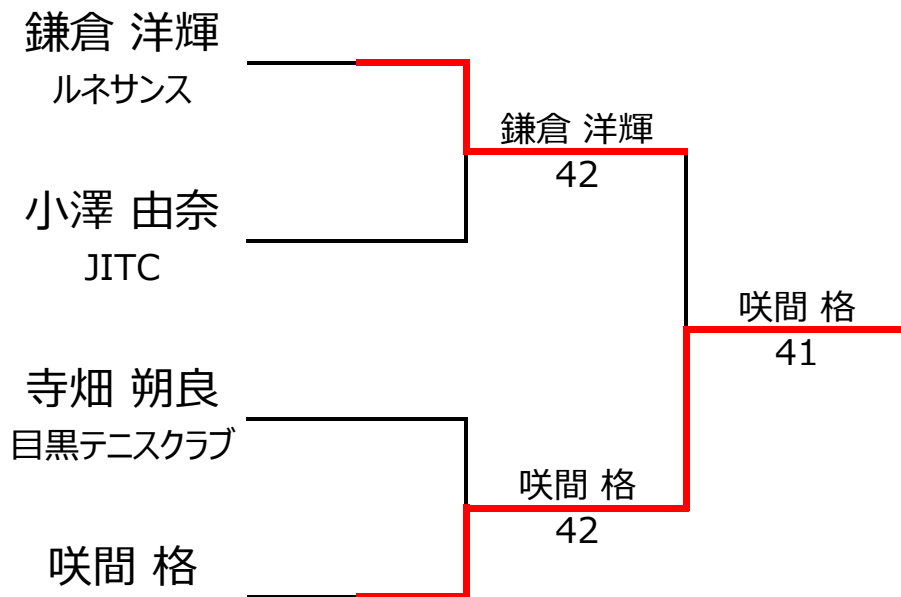 鎌倉 洋輝
ルネサンス
鎌倉 洋輝
42
小澤 由奈
JITC
咲間 格
41
寺畑 朔良
目黒テニスクラブ
咲間 格
42
咲間 格